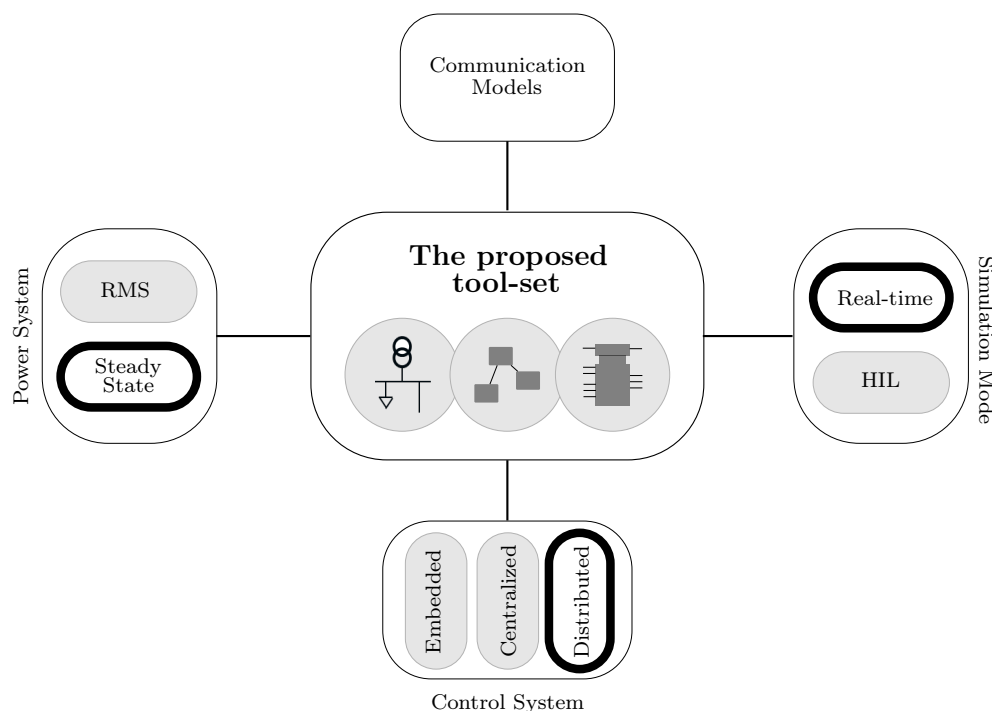 Communication
Models
The proposed
tool-set
Power System
RMS
Steady
State
Real-time
HIL
Simulation Mode
Embedded
Centralized
Distributed
Control System